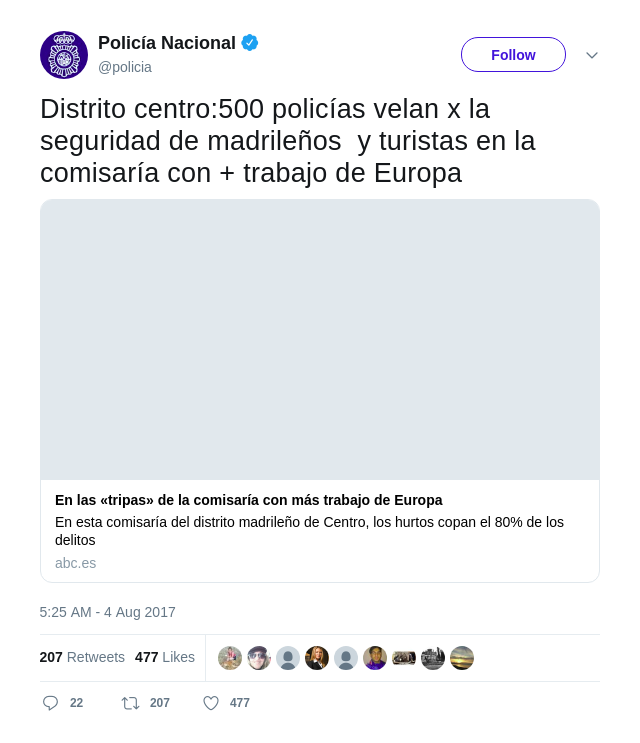 Policía Nacional
@policia
Follow
Distrito centro:500 policías velan x la
seguridad de madrileños  y turistas en la
comisaría con + trabajo de Europa
En las «tripas» de la comisaría con más trabajo de Europa
En esta comisaría del distrito madrileño de Centro, los hurtos copan el 80% de los
delitos
abc.es
5:25 AM - 4 Aug 2017
207 Retweets 477 Likes
22 207 477